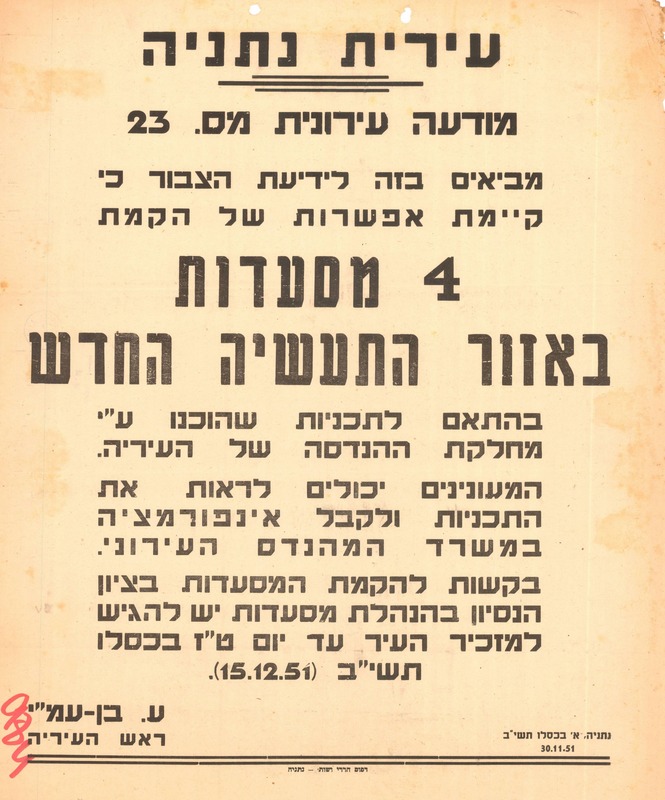 עירית נתניה
מודעה עירונית מס. 23
מביאים בזה לידיעת הצבור כי
קיימת אפשרות של הקמת
4 מסעדות
באזור התעשיה החדש
בהתאם לתכניות שהוכנו ע"י
מחלקת ההנדסה של העיריה.
המעונינים יכולים לראות את
התכניות ולקבל אינפורמציה
במשרד המהנדס העירוני.
בקשות להקמת המסעדות בציון
הנסיון בהנהלת מסעדות יש להגיש
למזכיר העיר עד יום ט"ז בכסלו
תשי"ב (15.12.51).
ע. בן-עמ"י
ראש העיריה
נתניה, א' בכסלו תשי"ב
30.11.51
דפוס — נתניה